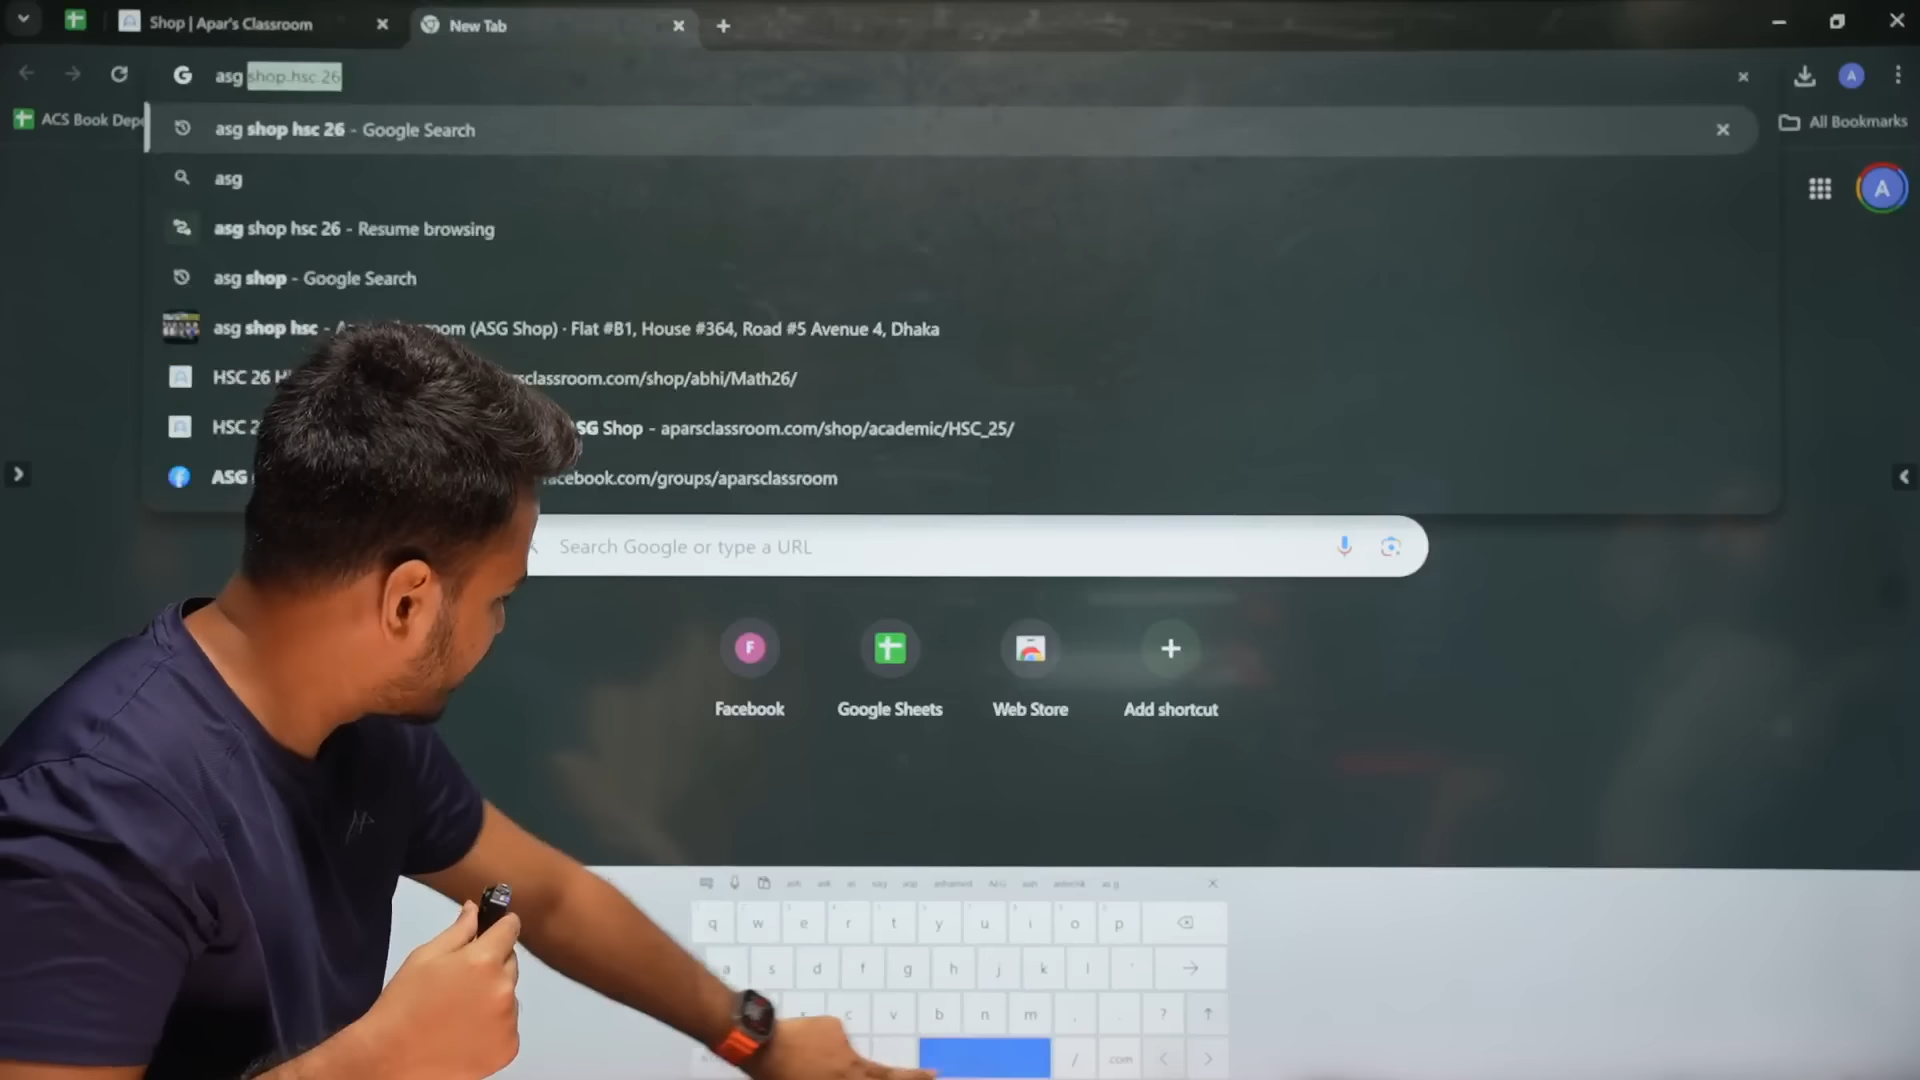 Shop | Apar's Classroom
New Tab
asg shop hsc 26
A
ACS Book Depo
asg shop hsc 26 - Google Search
All Bookmarks
asg
A
asg shop hsc 26 - Resume browsing
asg shop - Google Search
asg shop hsc - A room (ASG Shop) · Flat #B1, House #364, Road #5 Avenue 4, Dhaka
HSC 26 H sclassroom.com/shop/abhi/Math26/
HSC 2 SG Shop - aparsclassroom.com/shop/academic/HSC_25/
ASG facebook.com/groups/aparsclassroom
Search Google or type a URL
F
Facebook
Google Sheets
Web Store
Add shortcut
q w e r t y u i o p
a s d f g h j k l '
x c v b n m , . ?
/ .com < >